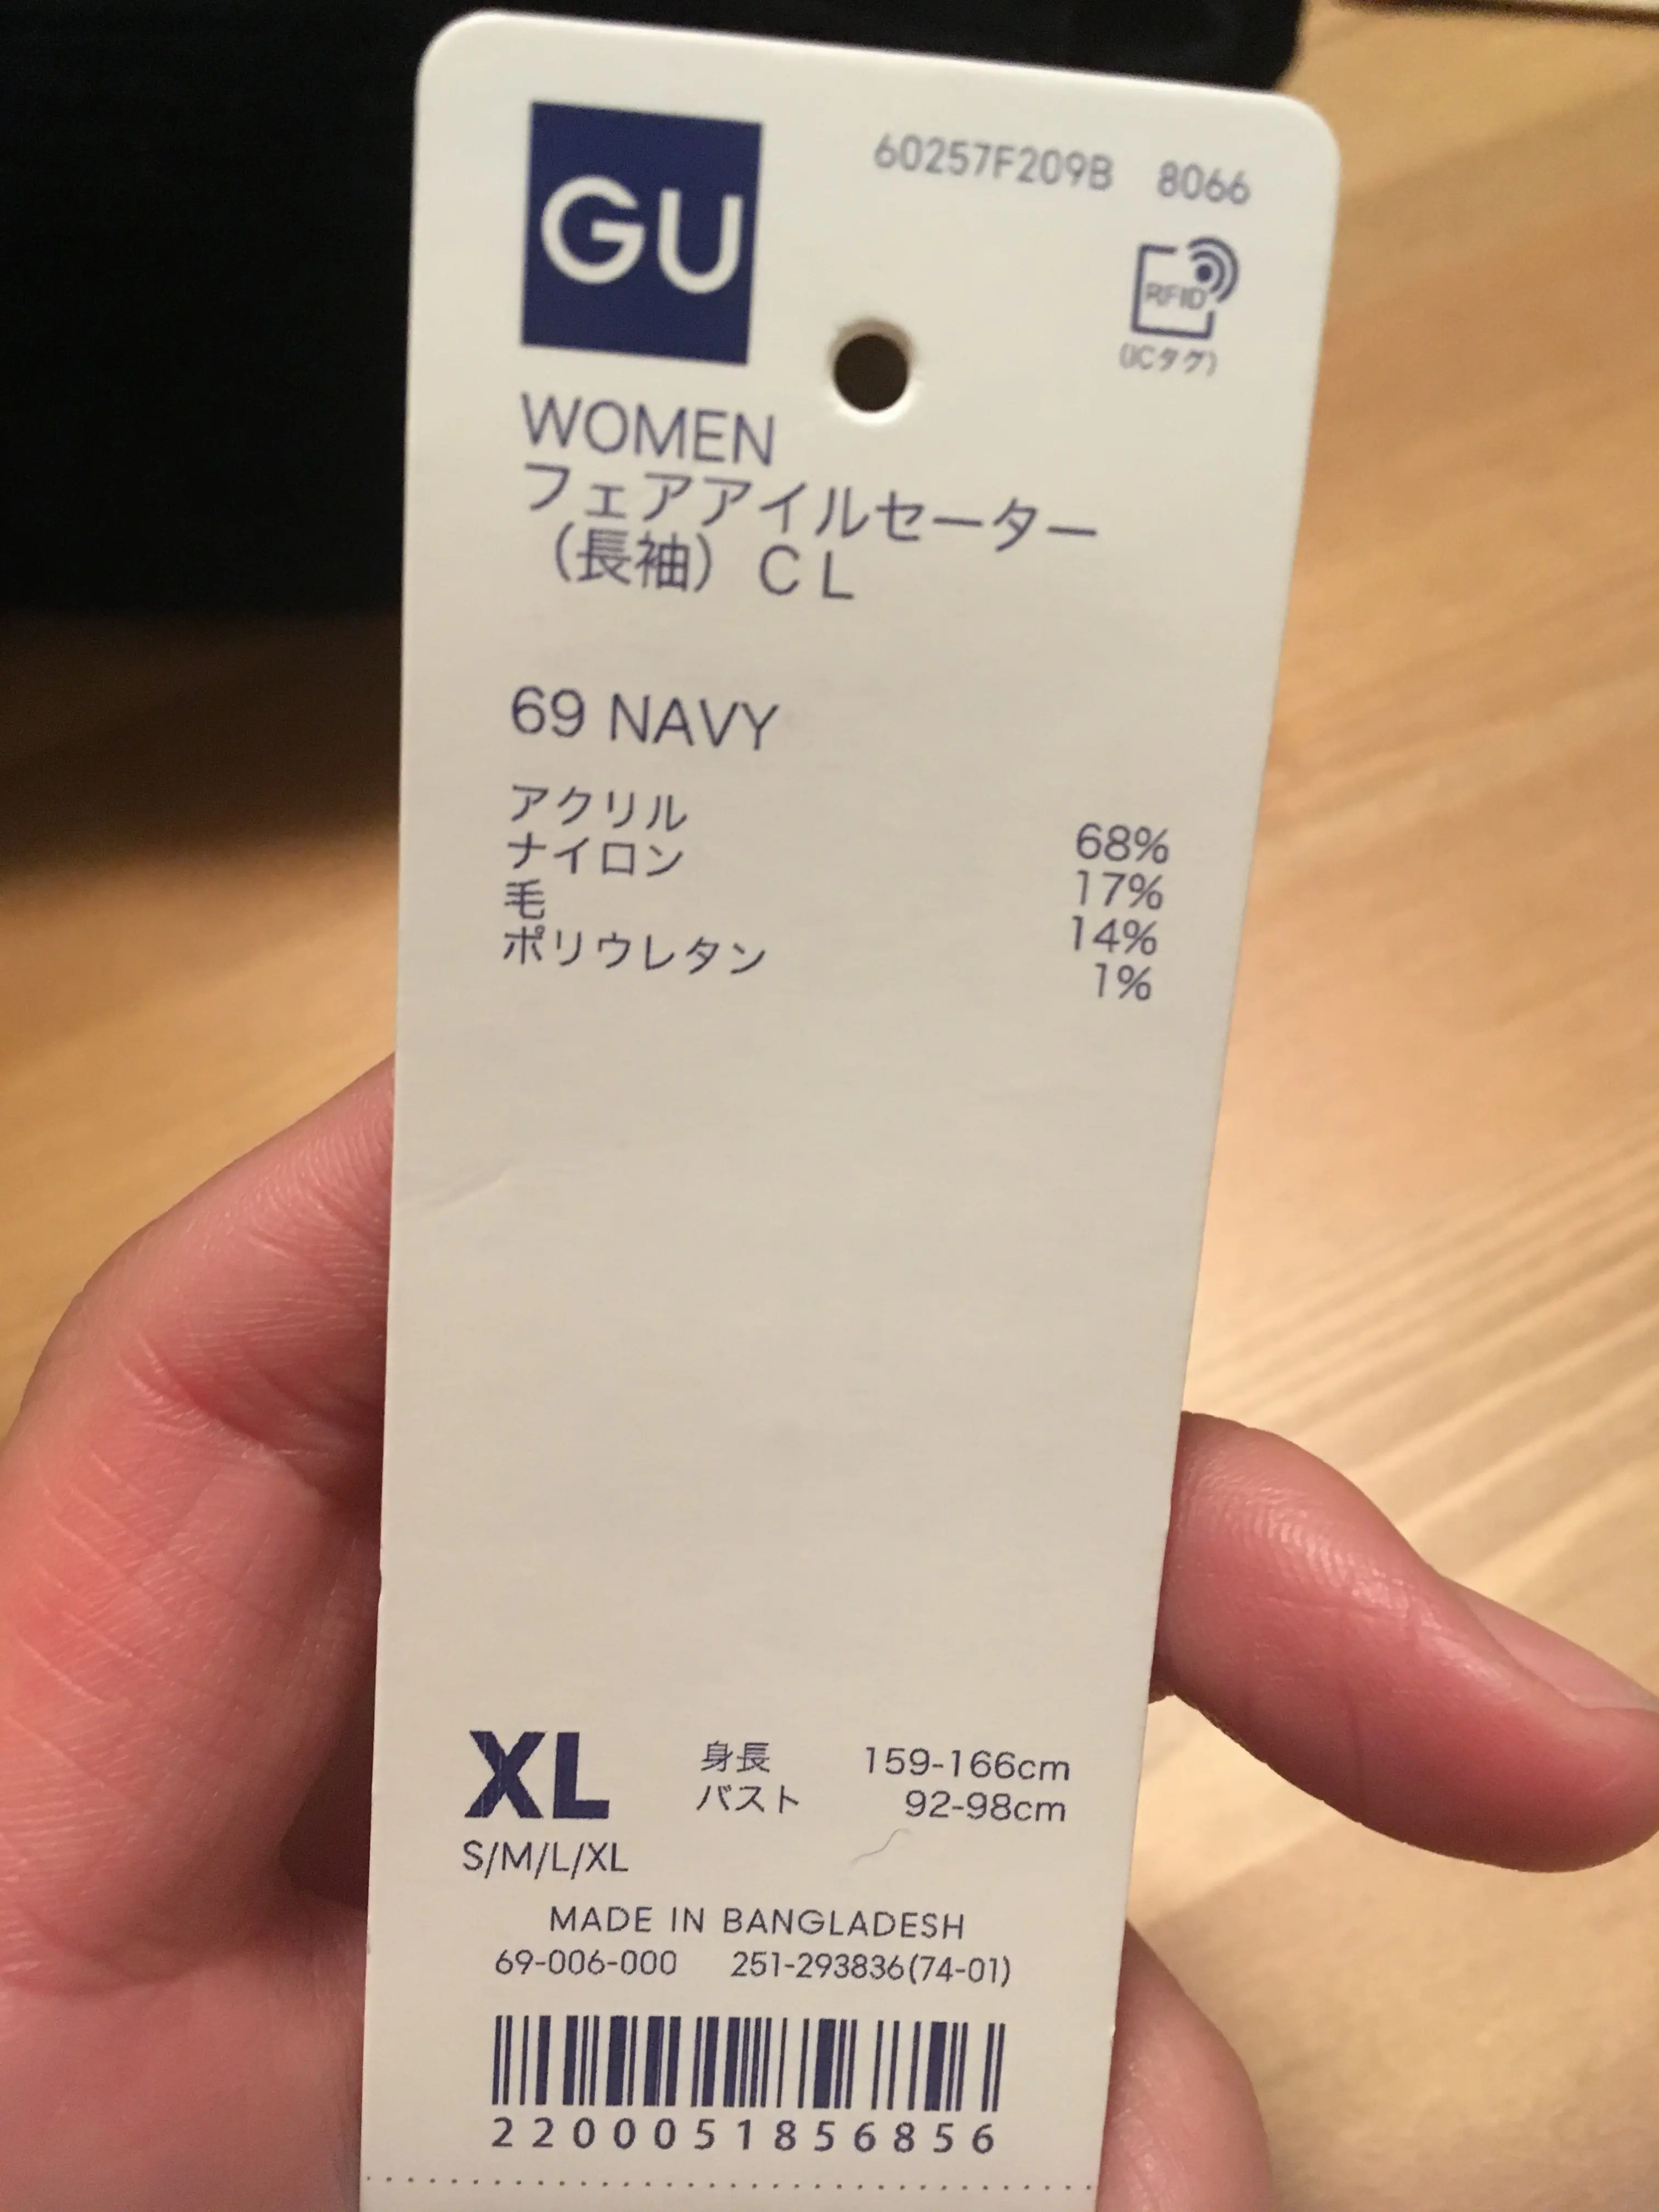 GU
60257F209B 8066
RFID
(ICタグ)
WOMEN
フェアアイルセーター
（長袖）ＣＬ
69 NAVY
アクリル 68%
ナイロン 17%
毛 14%
ポリウレタン 1%
XL 身長 159-166cm
バスト 92-98cm
S/M/L/XL
MADE IN BANGLADESH
69-006-000 251-293836(74-01)
2200051856856